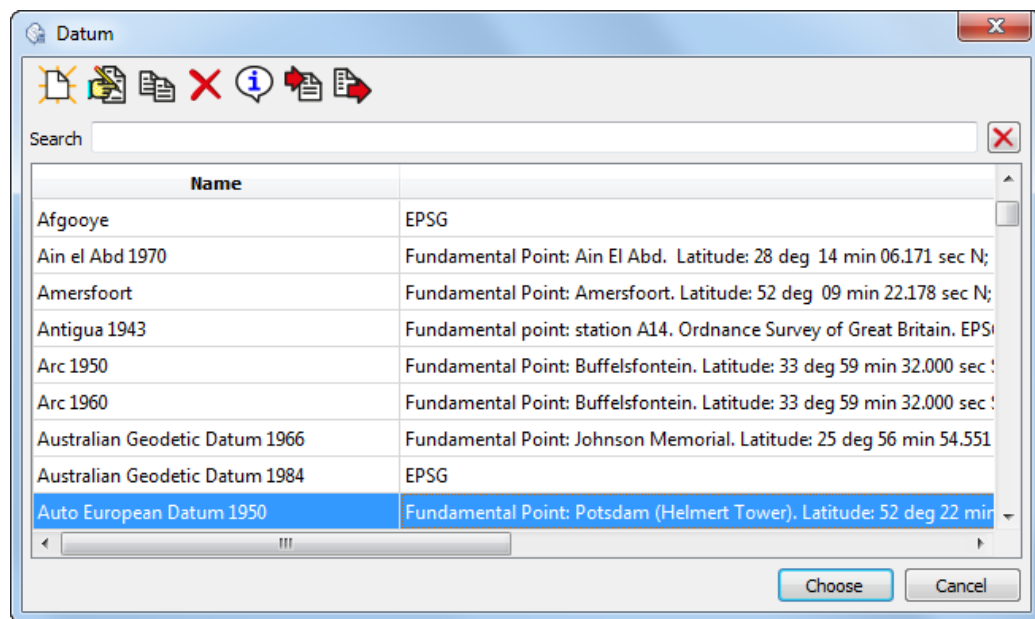 Datum
Search
Name
Afgooye EPSG
Ain el Abd 1970 Fundamental Point: Ain El Abd. Latitude: 28 deg 14 min 06.171 sec N;
Amersfoort Fundamental Point: Amersfoort. Latitude: 52 deg 09 min 22.178 sec N;
Antigua 1943 Fundamental point: station A14. Ordnance Survey of Great Britain. EPSG
Arc 1950 Fundamental Point: Buffelsfontein. Latitude: 33 deg 59 min 32.000 sec
Arc 1960 Fundamental Point: Buffelsfontein. Latitude: 33 deg 59 min 32.000 sec
Australian Geodetic Datum 1966 Fundamental Point: Johnson Memorial. Latitude: 25 deg 56 min 54.551
Australian Geodetic Datum 1984 EPSG
Auto European Datum 1950 Fundamental Point: Potsdam (Helmert Tower). Latitude: 52 deg 22 min
Choose Cancel